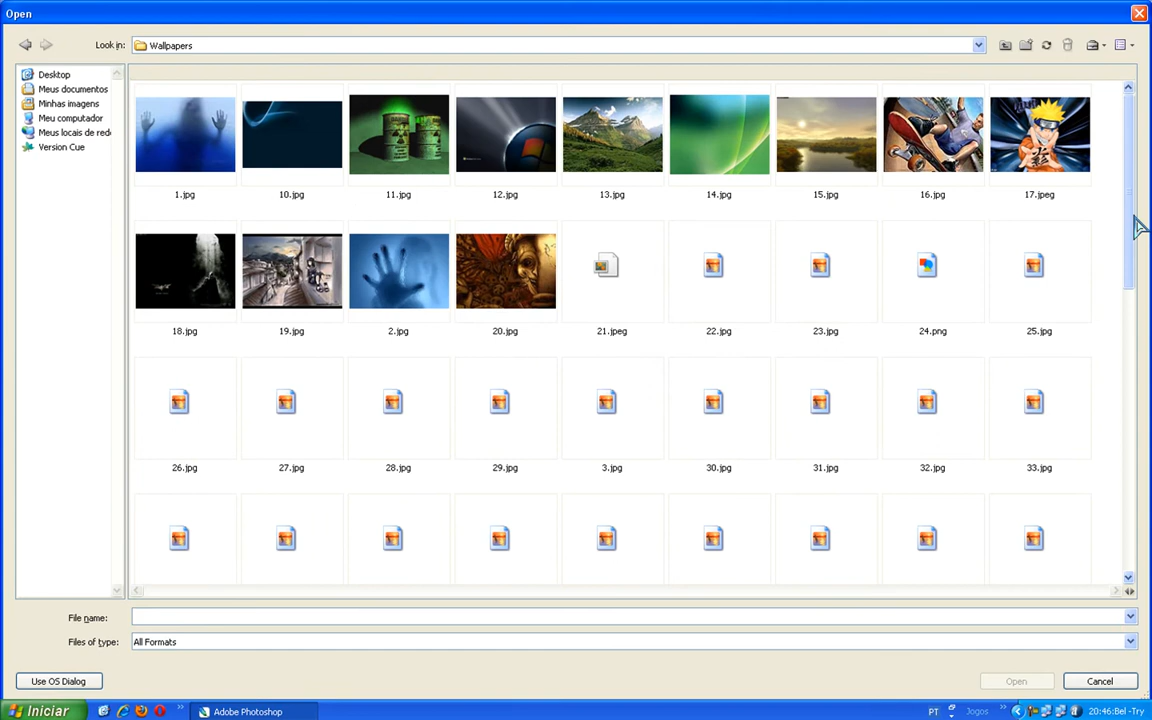 Open
Look in: Wallpapers
Desktop
Meus documentos
Minhas imagens
Meu computador
Meus locais de rede
Version Cue
1.jpg 10.jpg 11.jpg 12.jpg 13.jpg 14.jpg 15.jpg 16.jpg 17.jpeg
18.jpg 19.jpg 2.jpg 20.jpg 21.jpeg 22.jpg 23.jpg 24.png 25.jpg
26.jpg 27.jpg 28.jpg 29.jpg 3.jpg 30.jpg 31.jpg 32.jpg 33.jpg
File name:
Files of type: All Formats
Use OS Dialog Open Cancel
Iniciar » Adobe Photoshop PT Jogos » 20:46:Bel -Try